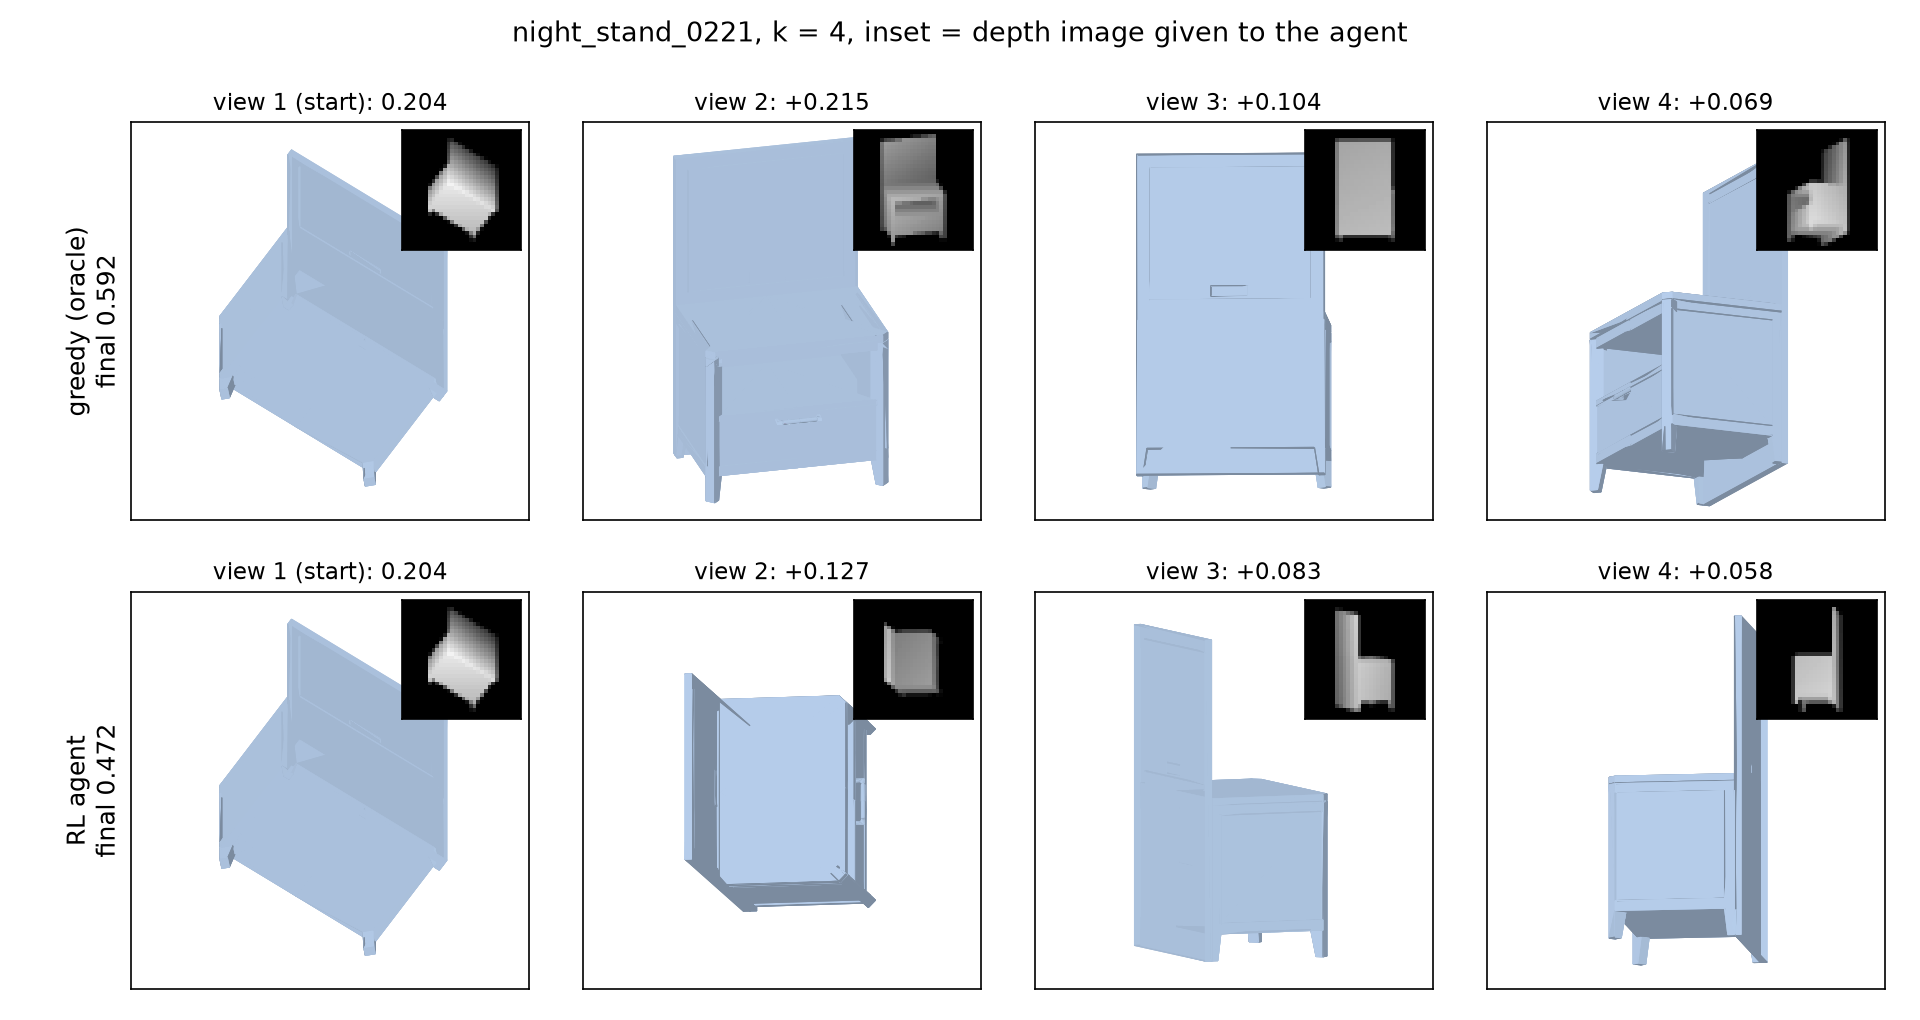 night_stand_0221, k = 4, inset = depth image given to the agent
greedy (oracle)
final 0.592
view 1 (start): 0.204
view 2: +0.215
view 3: +0.104
view 4: +0.069
RL agent
final 0.472
view 1 (start): 0.204
view 2: +0.127
view 3: +0.083
view 4: +0.058